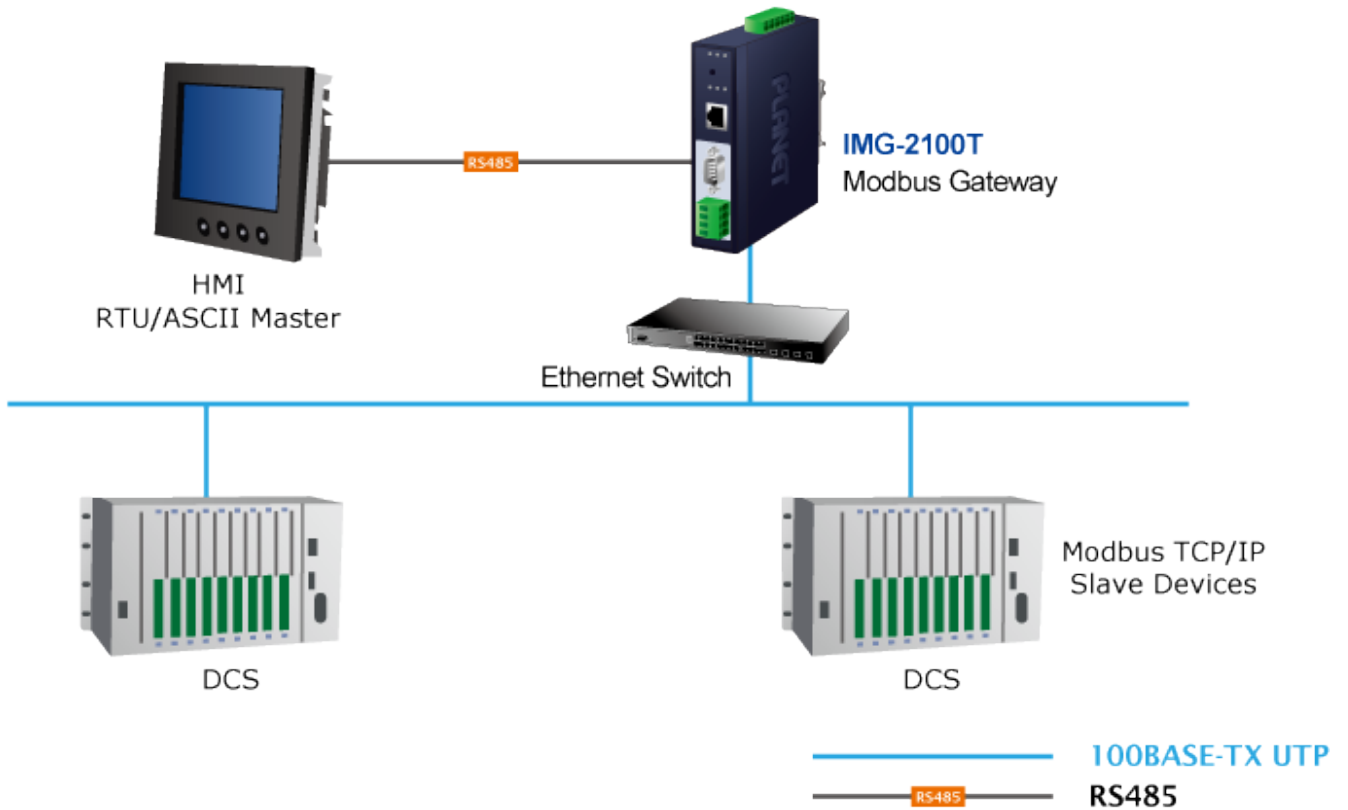 PLANET
RS485
IMG-2100T
Modbus Gateway
HMI
RTU/ASCII Master
Ethernet Switch
Modbus TCP/IP
Slave Devices
DCS
DCS
100BASE-TX UTP
RS485
RS485